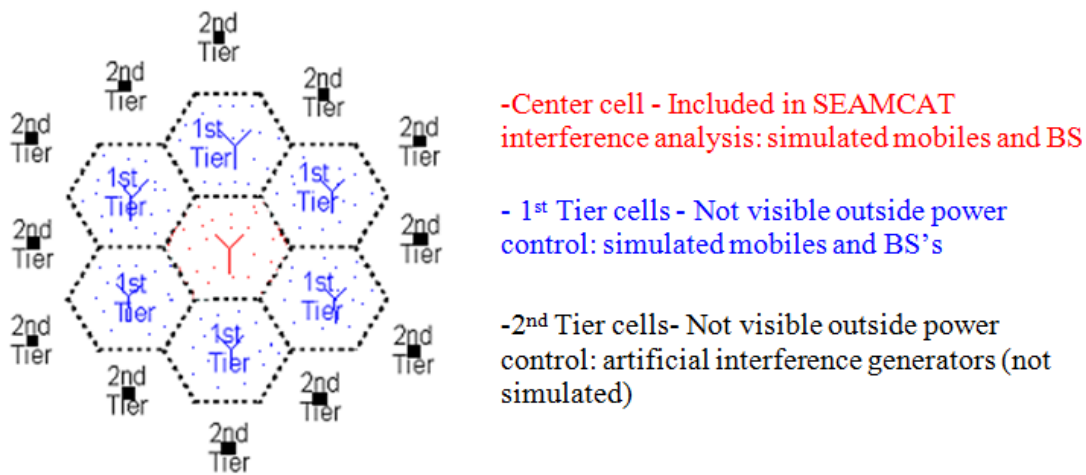 2nd
Tier
2nd
Tier
2nd
Tier
2nd
Tier
2nd
Tier
1st
Tier
1st
Tier
1st
Tier
2nd
Tier
2nd
Tier
1st
Tier
1st
Tier
1st
Tier
2nd
Tier
2nd
Tier
2nd
Tier
2nd
Tier
2nd
Tier
-Center cell - Included in SEAMCAT
interference analysis: simulated mobiles and BS
- 1st Tier cells - Not visible outside power
control: simulated mobiles and BS’s
-2nd Tier cells- Not visible outside power
control: artificial interference generators (not
simulated)